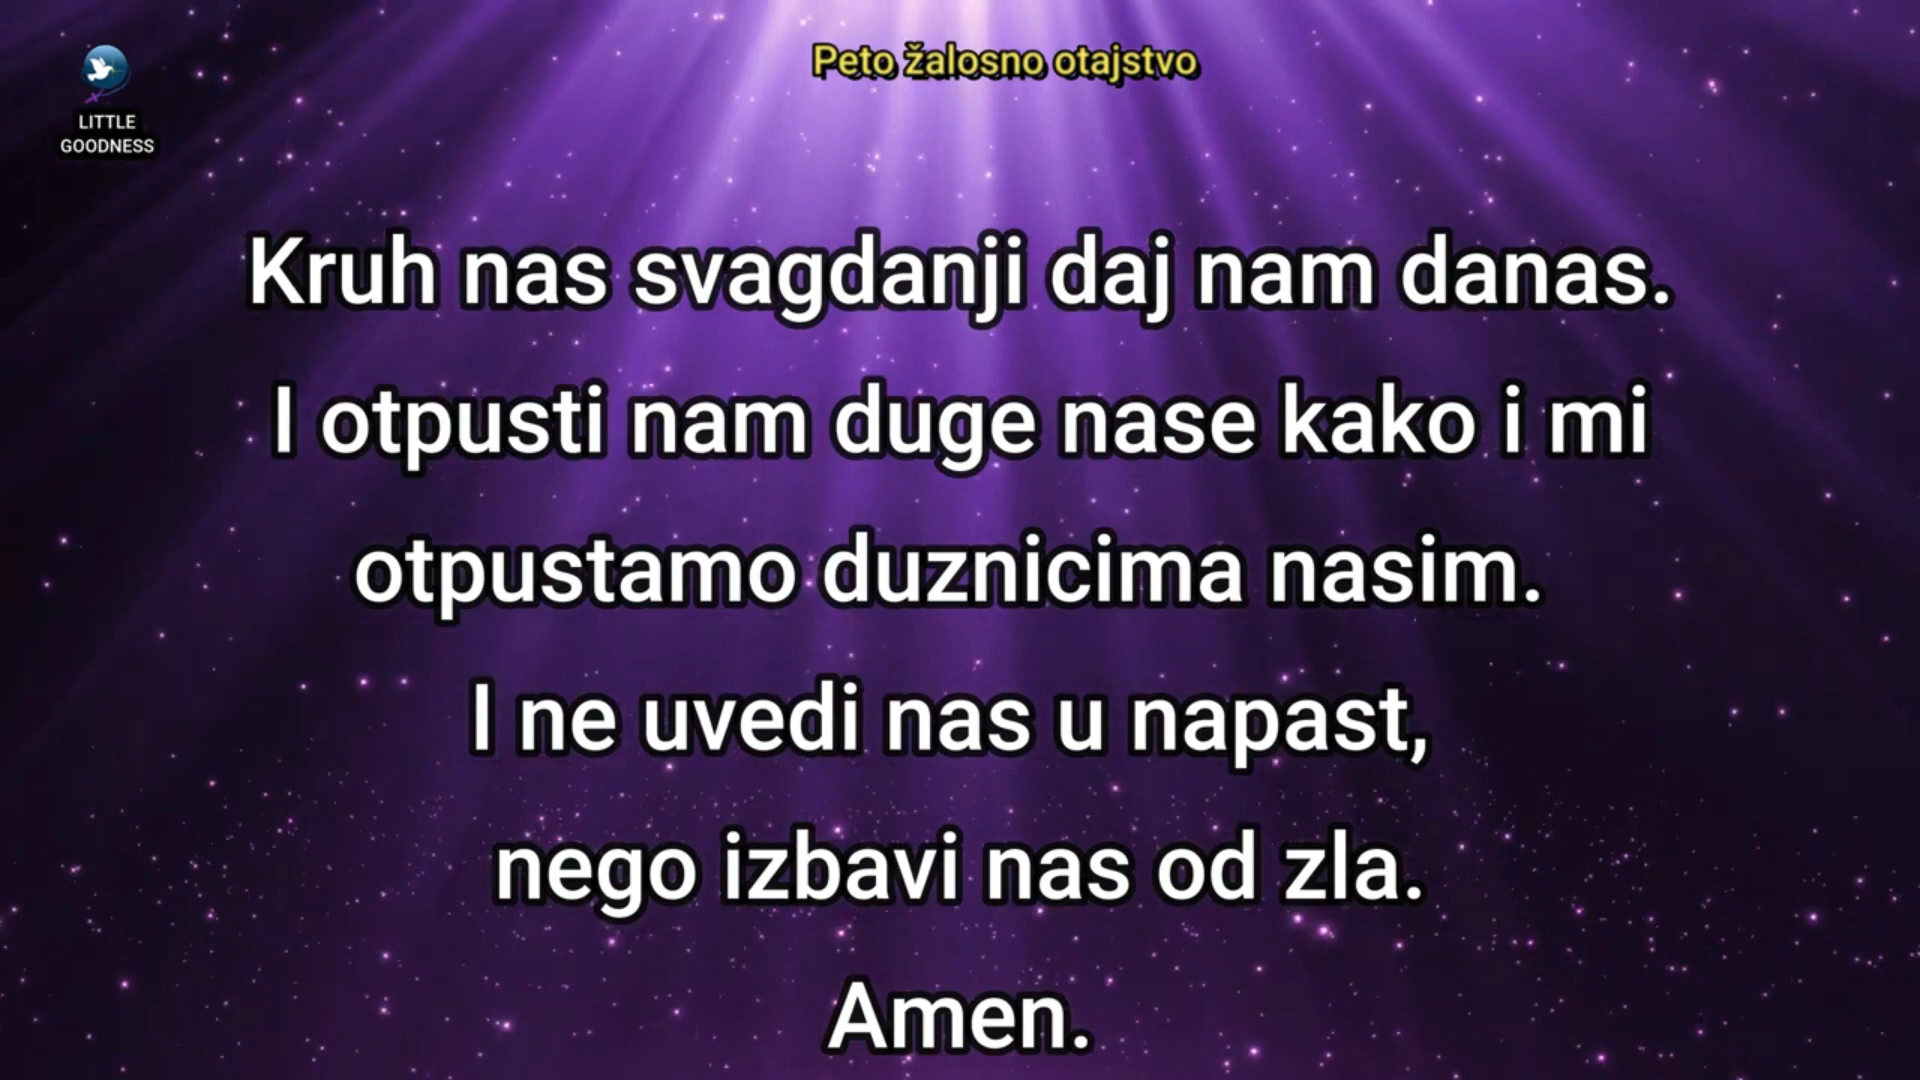 Peto žalosno otajstvo
LITTLE
GOODNESS
Kruh nas svagdanji daj nam danas.
I otpusti nam duge nase kako i mi
otpustamo duznicima nasim.
I ne uvedi nas u napast,
nego izbavi nas od zla.
Amen.